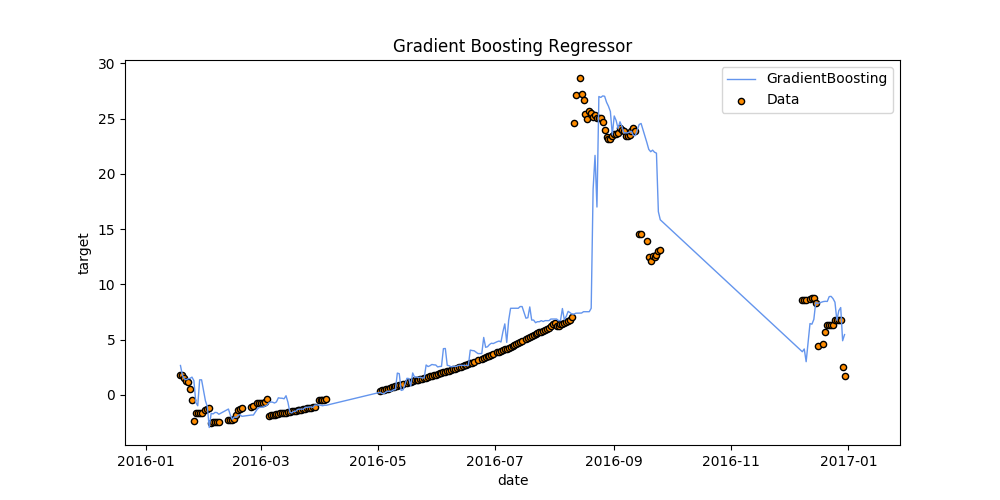 Gradient Boosting Regressor
GradientBoosting
Data
target
30
25
20
15
10
5
0
2016-01
2016-03
2016-05
2016-07
2016-09
2016-11
2017-01
date